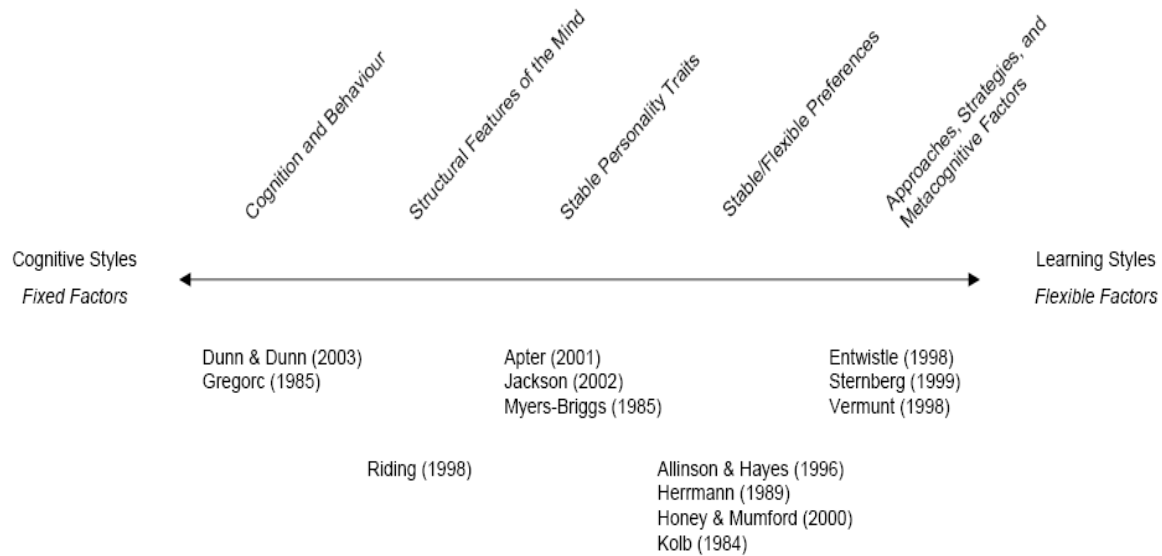 Cognition and Behaviour
Structural Features of the Mind
Stable Personality Traits
Stable/Flexible Preferences
Approaches, Strategies, and
Metacognitive Factors
Cognitive Styles
Fixed Factors
Learning Styles
Flexible Factors
Dunn & Dunn (2003)
Gregorc (1985)
Apter (2001)
Jackson (2002)
Myers-Briggs (1985)
Entwistle (1998)
Sternberg (1999)
Vermunt (1998)
Riding (1998)
Allinson & Hayes (1996)
Herrmann (1989)
Honey & Mumford (2000)
Kolb (1984)